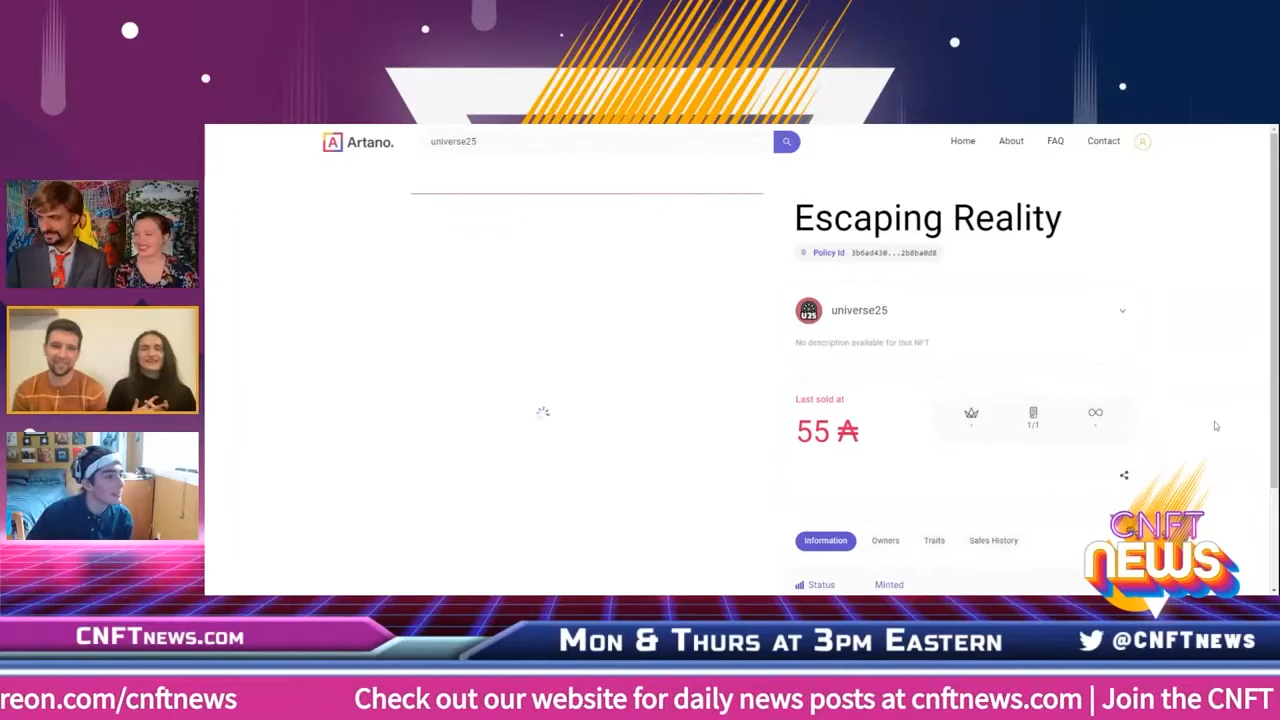 Artano.
universe25
Home
About
FAQ
Contact
Escaping Reality
Policy Id 3b6ad430...2b8ba0d8
U25
universe25
No description available for this NFT
Last sold at
55 ₳
-
1/1
-
Information
Owners
Traits
Sales History
Status
Minted
CNFT
NEWS
CNFTNEWS.COM
MON & THURS AT 3PM EASTERN
@CNFTNEWS
reon.com/cnftnews
Check out our website for daily news posts at cnftnews.com | Join the CNFT